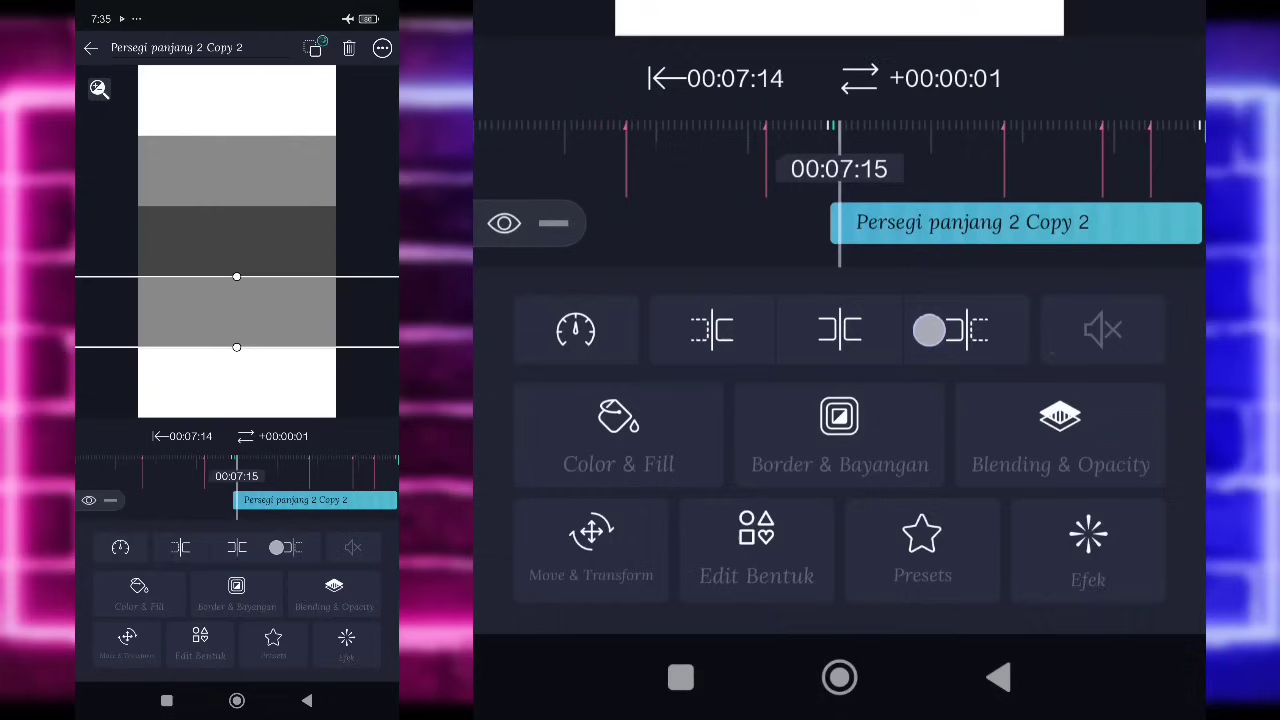 7:35
80
Persegi panjang 2 Copy 2
00:07:14
+00:00:01
00:07:15
Persegi panjang 2 Copy 2
Color & Fill
Border & Bayangan
Blending & Opacity
Move & Transform
Edit Bentuk
Presets
Efek
00:07:14
+00:00:01
00:07:15
Persegi panjang 2 Copy 2
Color & Fill
Border & Bayangan
Blending & Opacity
Move & Transform
Edit Bentuk
Presets
Efek